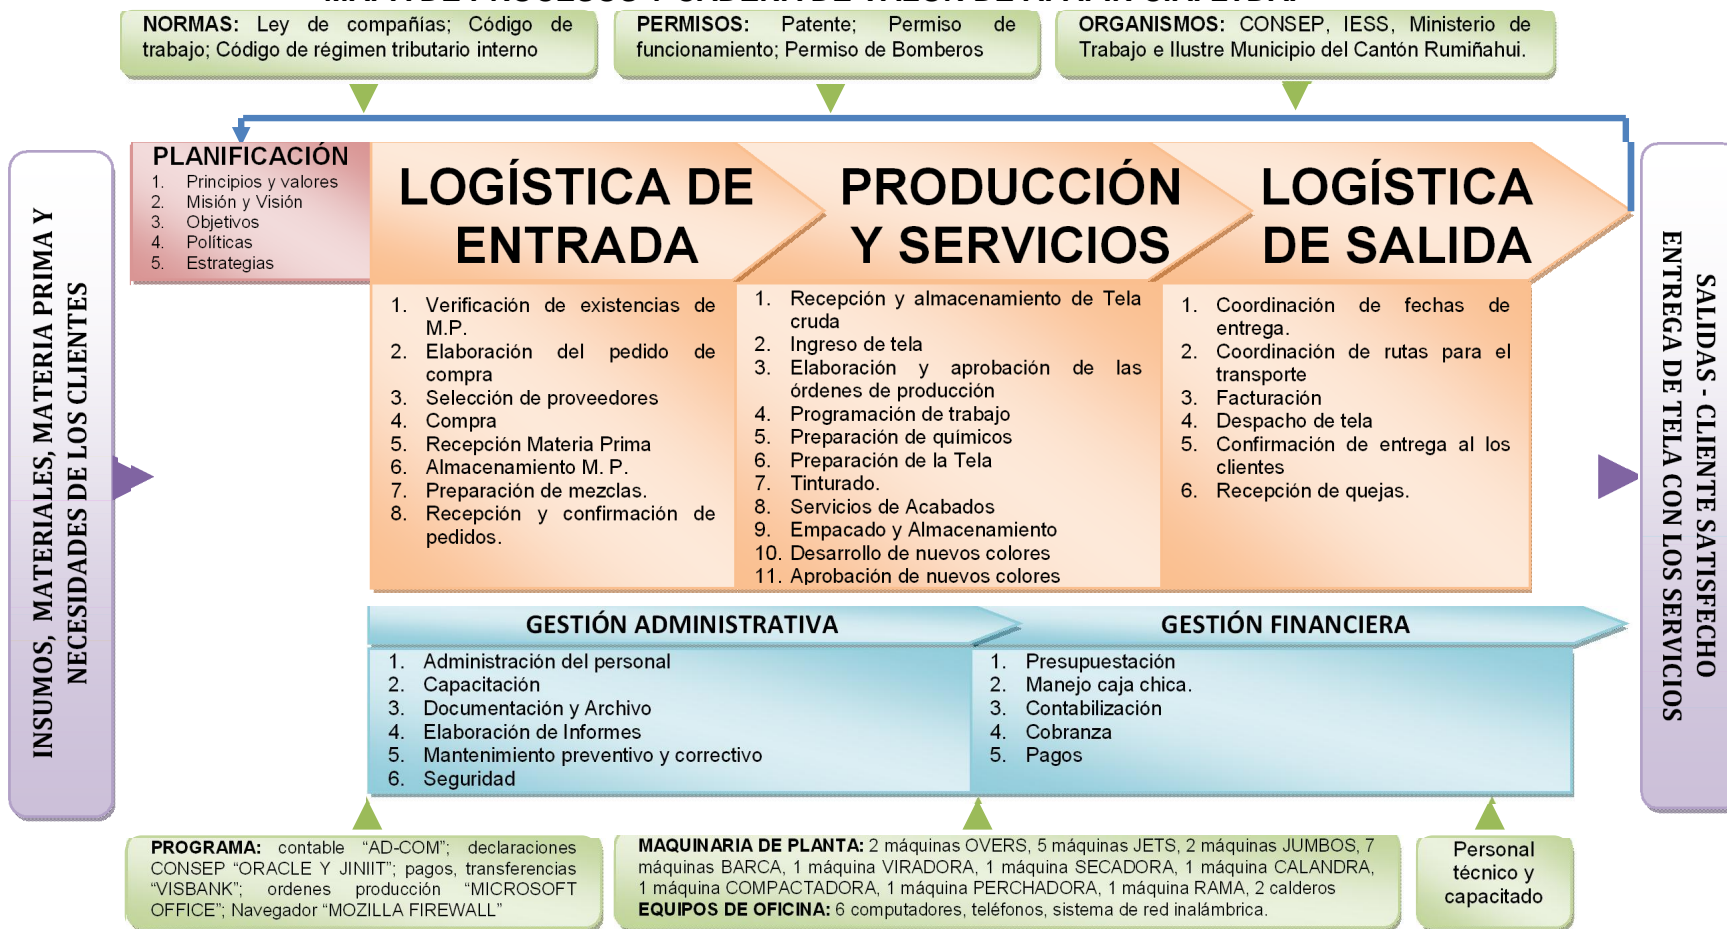 NORMAS: Ley de compañías; Código de
trabajo; Código de régimen tributario interno
PERMISOS: Patente; Permiso de
funcionamiento; Permiso de Bomberos
ORGANISMOS: CONSEP, IESS, Ministerio de
Trabajo e Ilustre Municipio del Cantón Rumiñahui.
INSUMOS, MATERIALES, MATERIA PRIMA Y
NECESIDADES DE LOS CLIENTES
PLANIFICACIÓN
1. Principios y valores
2. Misión y Visión
3. Objetivos
4. Políticas
5. Estrategias
LOGÍSTICA DE
ENTRADA
1. Verificación de existencias de
M.P.
2. Elaboración del pedido de
compra
3. Selección de proveedores
4. Compra
5. Recepción Materia Prima
6. Almacenamiento M. P.
7. Preparación de mezclas.
8. Recepción y confirmación de
pedidos.
PRODUCCIÓN
Y SERVICIOS
1. Recepción y almacenamiento de Tela
cruda
2. Ingreso de tela
3. Elaboración y aprobación de las
órdenes de producción
4. Programación de trabajo
5. Preparación de químicos
6. Preparación de la Tela
7. Tinturado.
8. Servicios de Acabados
9. Empacado y Almacenamiento
10. Desarrollo de nuevos colores
11. Aprobación de nuevos colores
LOGÍSTICA
DE SALIDA
1. Coordinación de fechas de
entrega.
2. Coordinación de rutas para el
transporte
3. Facturación
4. Despacho de tela
5. Confirmación de entrega al los
clientes
6. Recepción de quejas.
SALIDAS - CLIENTE SATISFECHO
ENTREGA DE TELA CON LOS SERVICIOS
GESTIÓN ADMINISTRATIVA
1. Administración del personal
2. Capacitación
3. Documentación y Archivo
4. Elaboración de Informes
5. Mantenimiento preventivo y correctivo
6. Seguridad
GESTIÓN FINANCIERA
1. Presupuestación
2. Manejo caja chica.
3. Contabilización
4. Cobranza
5. Pagos
PROGRAMA: contable “AD-COM”; declaraciones
CONSEP “ORACLE Y JINIIT”; pagos, transferencias
“VISBANK”; ordenes producción “MICROSOFT
OFFICE”; Navegador “MOZILLA FIREWALL”
MAQUINARIA DE PLANTA: 2 máquinas OVERS, 5 máquinas JETS, 2 máquinas JUMBOS, 7
máquinas BARCA, 1 máquina VIRADORA, 1 máquina SECADORA, 1 máquina CALANDRA,
1 máquina COMPACTADORA, 1 máquina PERCHADORA, 1 máquina RAMA, 2 calderos
EQUIPOS DE OFICINA: 6 computadores, teléfonos, sistema de red inalámbrica.
Personal
técnico y
capacitado